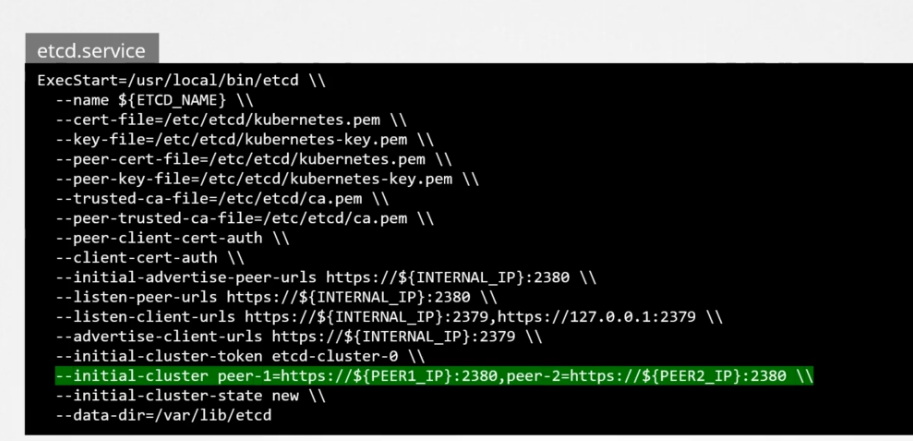 etcd.service
ExecStart=/usr/local/bin/etcd \\
--name ${ETCD_NAME} \\
--cert-file=/etc/etcd/kubernetes.pem \\
--key-file=/etc/etcd/kubernetes-key.pem \\
--peer-cert-file=/etc/etcd/kubernetes.pem \\
--peer-key-file=/etc/etcd/kubernetes-key.pem \\
--trusted-ca-file=/etc/etcd/ca.pem \\
--peer-trusted-ca-file=/etc/etcd/ca.pem \\
--peer-client-cert-auth \\
--client-cert-auth \\
--initial-advertise-peer-urls https://${INTERNAL_IP}:2380 \\
--listen-peer-urls https://${INTERNAL_IP}:2380 \\
--listen-client-urls https://${INTERNAL_IP}:2379,https://127.0.0.1:2379 \\
--advertise-client-urls https://${INTERNAL_IP}:2379 \\
--initial-cluster-token etcd-cluster-0 \\
--initial-cluster peer-1=https://${PEER1_IP}:2380,peer-2=https://${PEER2_IP}:2380 \\
--initial-cluster-state new \\
--data-dir=/var/lib/etcd